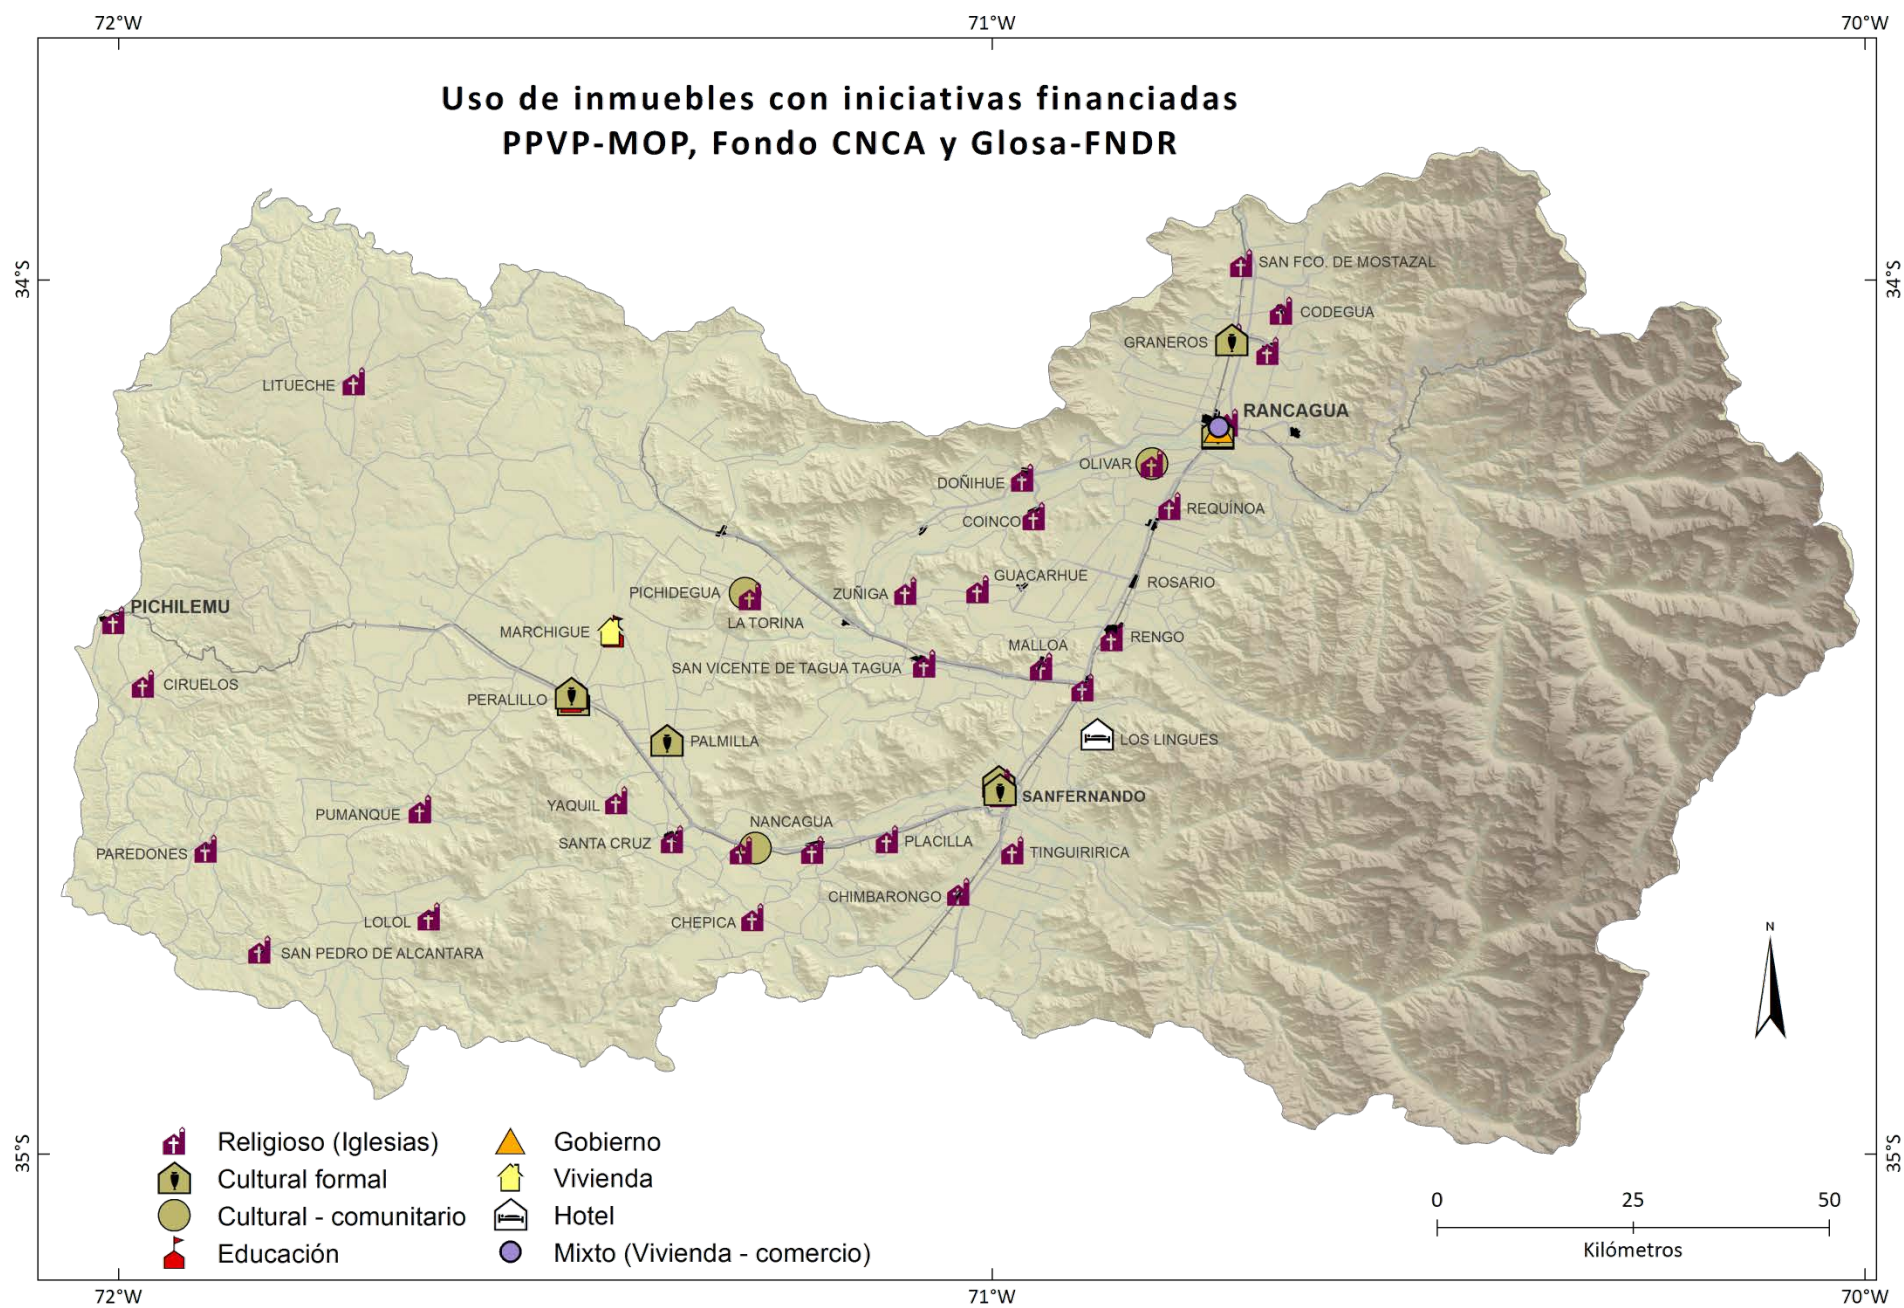 72°W
71°W
70°W
Uso de inmuebles con iniciativas financiadas
PPVP-MOP, Fondo CNCA y Glosa-FNDR
34°S
34°S
SAN FCO. DE MOSTAZAL
CODEGUA
GRANEROS
LITUECHE
RANCAGUA
OLIVAR
DOÑIHUE
REQUÍNOA
COINCO
GUACARHUE
ROSARIO
PICHIDEGUA
ZUÑIGA
PICHILEMU
LA TORINA
MARCHIGUE
RENGO
MALLOA
SAN VICENTE DE TAGUA TAGUA
CIRUELOS
PERALILLO
PALMILLA
LOS LINGUES
SANFERNANDO
YAQUIL
PUMANQUE
NANCAGUA
SANTA CRUZ
PLACILLA
PAREDONES
TINGUIRIRICA
CHIMBARONGO
LOLOL
CHEPICA
N
SAN PEDRO DE ALCANTARA
Religioso (Iglesias)
Cultural formal
Cultural - comunitario
Educación
Gobierno
Vivienda
Hotel
Mixto (Vivienda - comercio)
35°S
35°S
0 25 50
Kilómetros
72°W
71°W
70°W